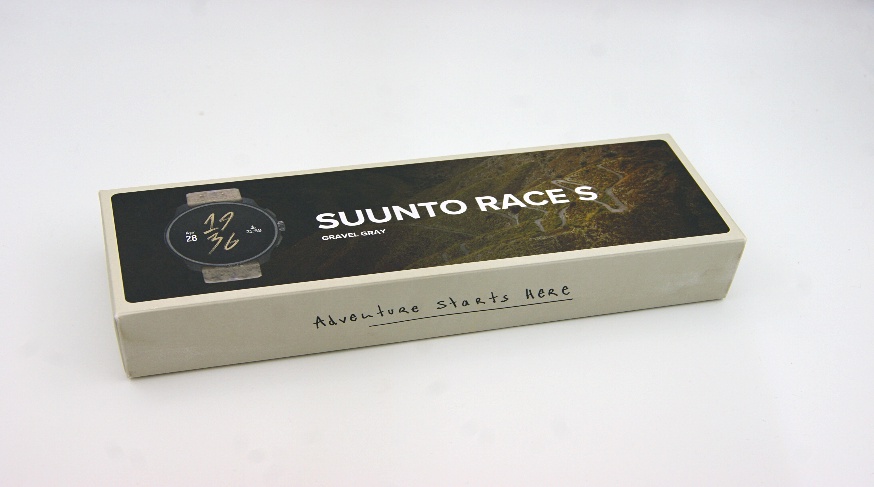 SUUNTO RACE S
GRAVEL GRAY
19
36
28
Adventure Starts Here